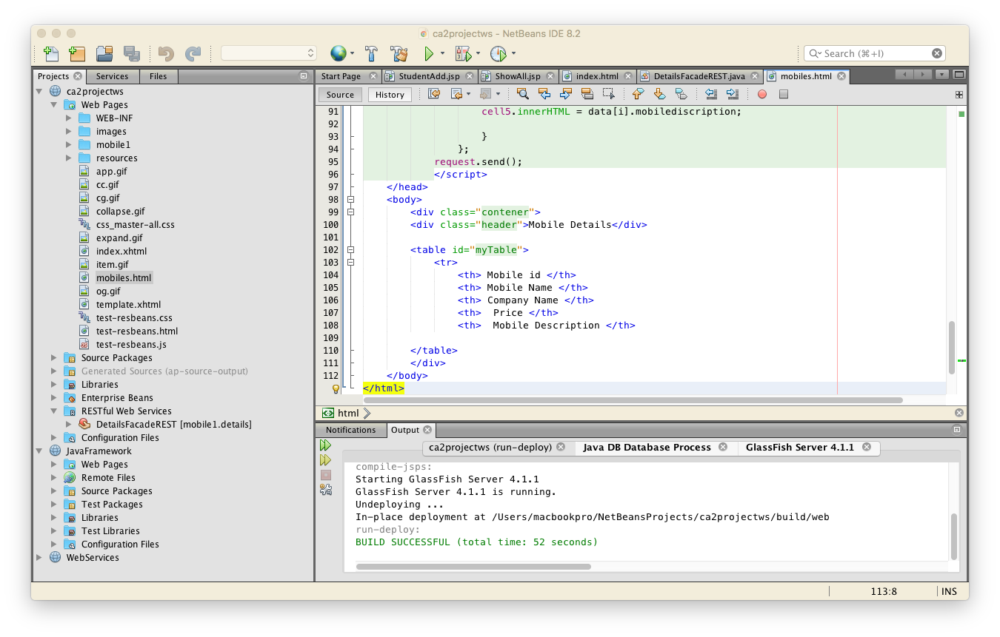 ca2projectws - NetBeans IDE 8.2
Search (⌘+I)
Projects Services Files
Start Page StudentAdd.jsp ShowAll.jsp index.html DetailsFacadeREST.java mobiles.html
Source History
ca2projectws
Web Pages
WEB-INF
images
mobile1
resources
app.gif
cc.gif
cg.gif
collapse.gif
css_master-all.css
expand.gif
index.xhtml
item.gif
mobiles.html
og.gif
template.xhtml
test-resbeans.css
test-resbeans.html
test-resbeans.js
Source Packages
Generated Sources (ap-source-output)
Libraries
Enterprise Beans
RESTful Web Services
DetailsFacadeREST [mobile1.details]
Configuration Files
JavaFramework
Web Pages
Remote Files
Source Packages
Test Packages
Libraries
Test Libraries
Configuration Files
WebServices
91 cell5.innerHTML = data[i].mobilediscription;
92
93 }
94 };
95 request.send();
96 </script>
97 </head>
98 <body>
99 <div class="contener">
100 <div class="header">Mobile Details</div>
101
102 <table id="myTable">
103 <tr>
104 <th> Mobile id </th>
105 <th> Mobile Name </th>
106 <th> Company Name </th>
107 <th>  Price </th>
108 <th>  Mobile Description </th>
109
110 </table>
111 </div>
112 </body>
</html>
html
Notifications Output
ca2projectws (run-deploy) Java DB Database Process GlassFish Server 4.1.1
compile-jsps:
Starting GlassFish Server 4.1.1
GlassFish Server 4.1.1 is running.
Undeploying ...
In-place deployment at /Users/macbookpro/NetBeansProjects/ca2projectws/build/web
run-deploy:
BUILD SUCCESSFUL (total time: 52 seconds)
113:8 INS